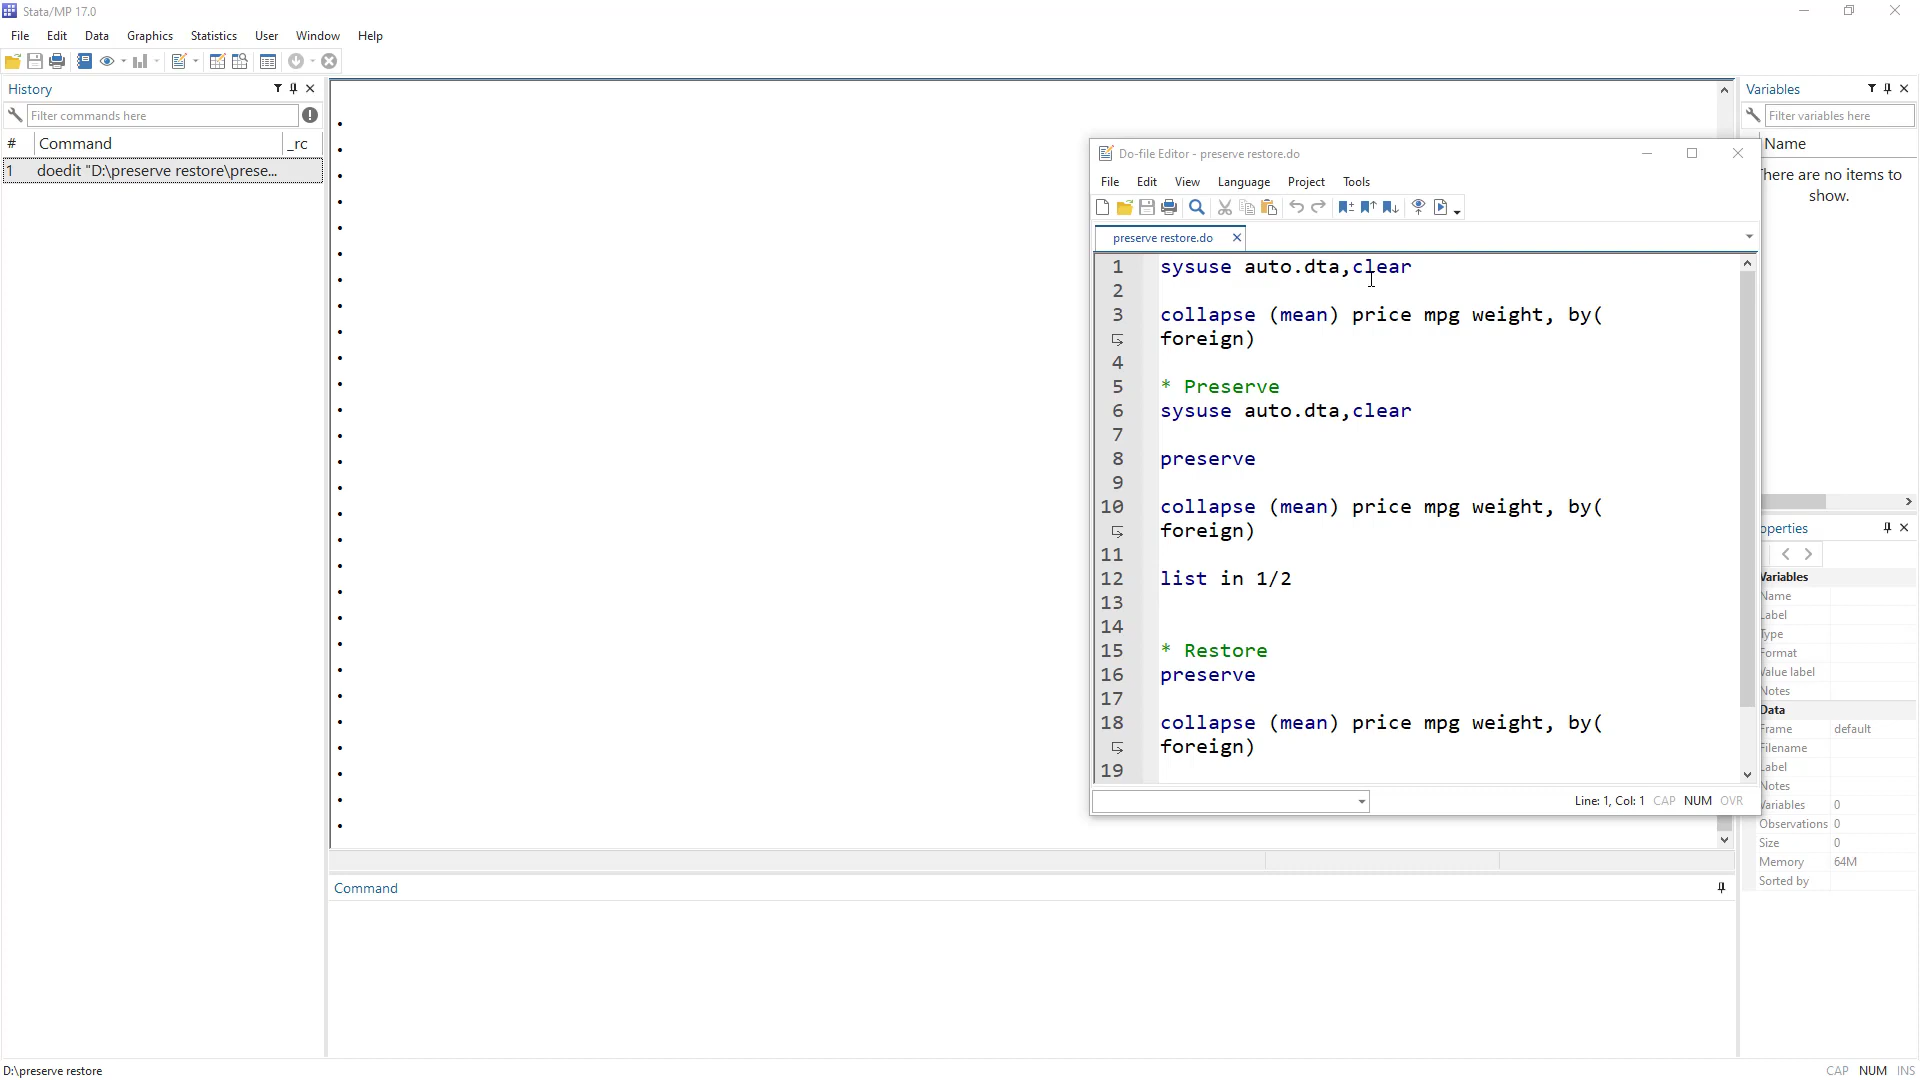 Stata/MP 17.0
File Edit Data Graphics Statistics User Window Help
History
Filter commands here
# Command _rc
1 doedit "D:\preserve restore\prese...
Do-file Editor - preserve restore.do
File Edit View Language Project Tools
preserve restore.do
1 sysuse auto.dta,clear
2
3 collapse (mean) price mpg weight, by(
foreign)
4
5 * Preserve
6 sysuse auto.dta,clear
7
8 preserve
9
10 collapse (mean) price mpg weight, by(
foreign)
11
12 list in 1/2
13
14
15 * Restore
16 preserve
17
18 collapse (mean) price mpg weight, by(
foreign)
19
Line: 1, Col: 1 CAP NUM OVR
Variables
Filter variables here
Name
here are no items to
show.
operties
Variables
Name
Label
Type
Format
Value label
Notes
Data
Frame default
Filename
Label
Notes
Variables 0
Observations 0
Size 0
Memory 64M
Sorted by
Command
D:\preserve restore
CAP NUM INS